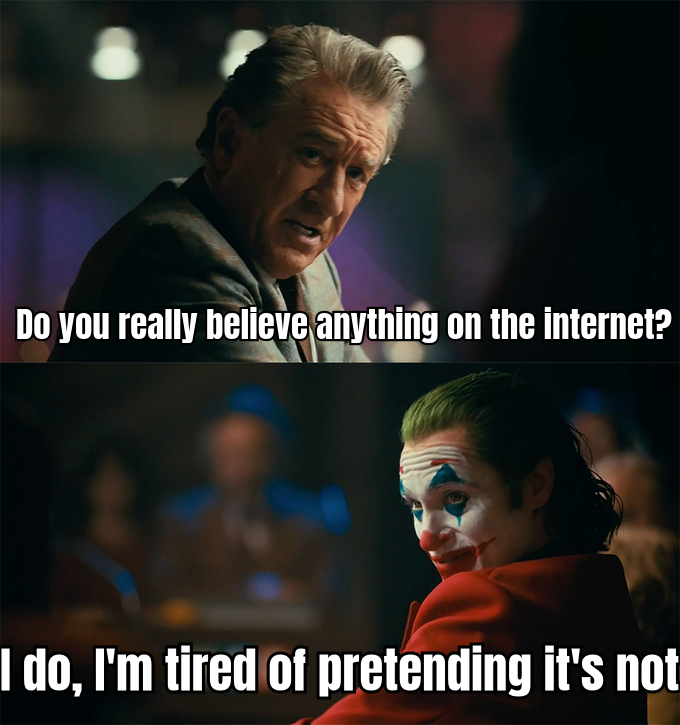 Do you really believe anything on the internet?
I do, I'm tired of pretending it's not